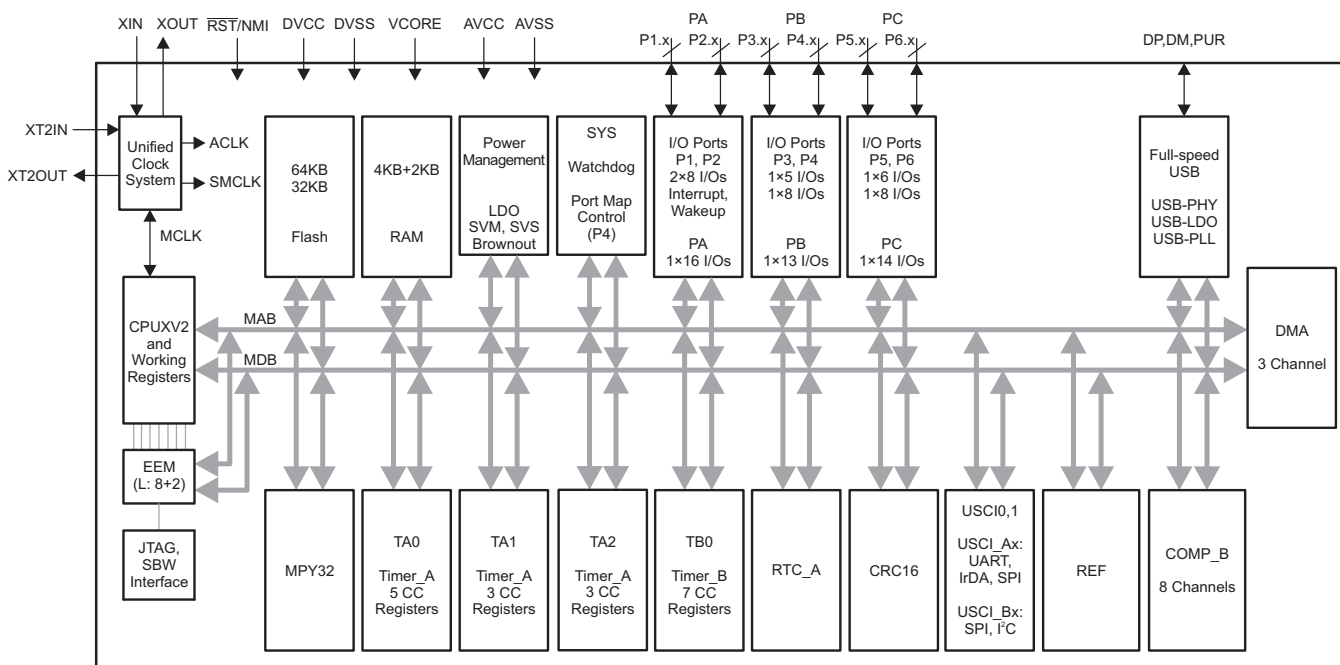 XIN
XOUT
RST/NMI
DVCC
DVSS
VCORE
AVCC
AVSS
PA
P1.x
P2.x
PB
P3.x
P4.x
PC
P5.x
P6.x
DP,DM,PUR
XT2IN
XT2OUT
Unified
Clock
System
ACLK
SMCLK
MCLK
64KB
32KB
Flash
4KB+2KB
RAM
Power
Management
LDO
SVM, SVS
Brownout
SYS
Watchdog
Port Map
Control
(P4)
I/O Ports
P1, P2
2×8 I/Os
Interrupt,
Wakeup
PA
1×16 I/Os
I/O Ports
P3, P4
1×5 I/Os
1×8 I/Os
PB
1×13 I/Os
I/O Ports
P5, P6
1×6 I/Os
1×8 I/Os
PC
1×14 I/Os
Full-speed
USB
USB-PHY
USB-LDO
USB-PLL
CPUXV2
and
Working
Registers
MAB
MDB
DMA
3 Channel
EEM
(L: 8+2)
JTAG,
SBW
Interface
MPY32
TA0
Timer_A
5 CC
Registers
TA1
Timer_A
3 CC
Registers
TA2
Timer_A
3 CC
Registers
TB0
Timer_B
7 CC
Registers
RTC_A
CRC16
USCI0,1
USCI_Ax:
UART,
IrDA, SPI
USCI_Bx:
SPI, I²C
REF
COMP_B
8 Channels